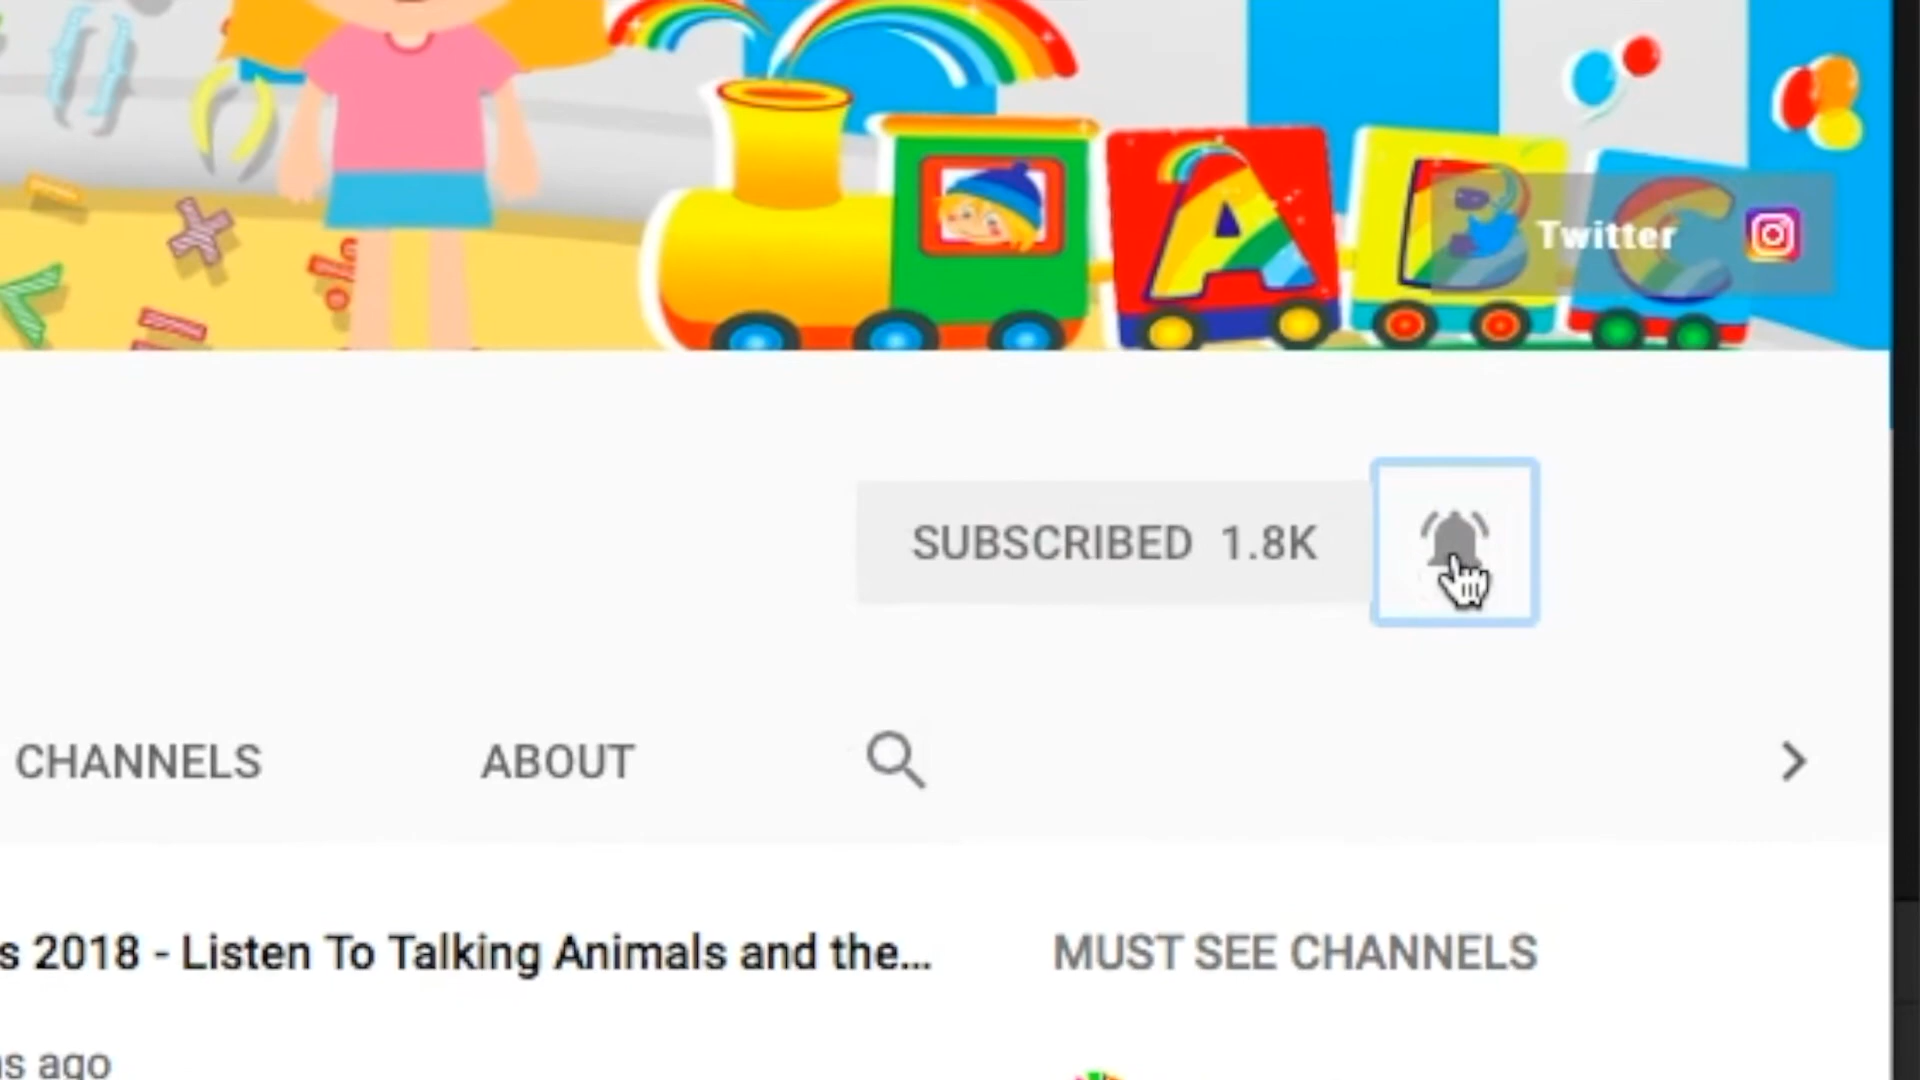 A B C
Twitter
SUBSCRIBED 1.8K
CHANNELS ABOUT
s 2018 - Listen To Talking Animals and the...
MUST SEE CHANNELS
s ago